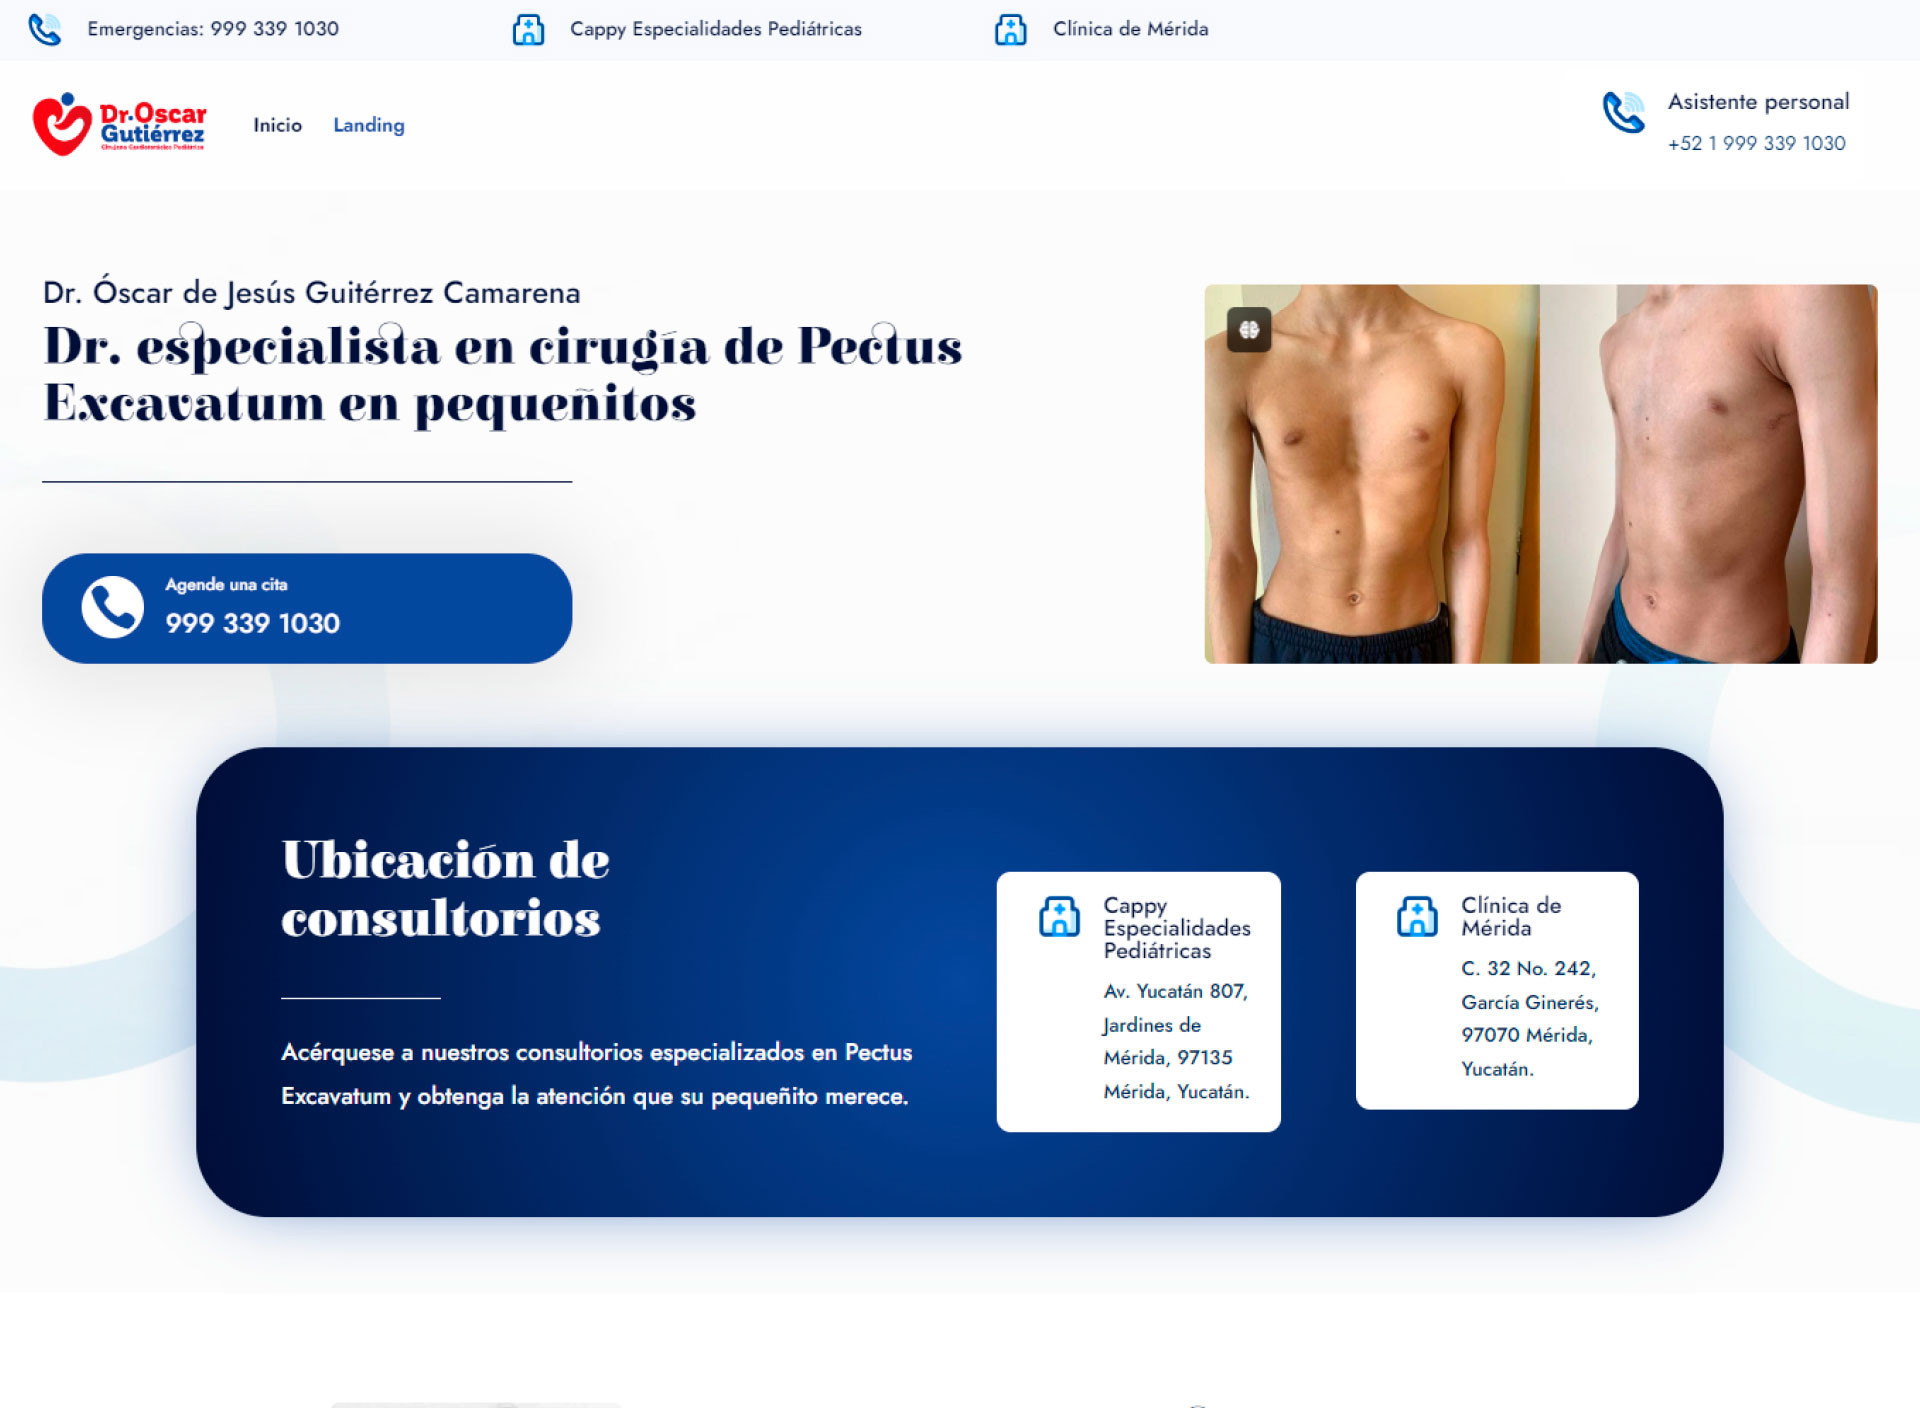 Emergencias: 999 339 1030
Cappy Especialidades Pediátricas
Clínica de Mérida
Dr. Oscar
Gutiérrez
Cirujano Cardiotorácico Pediátrico
Inicio
Landing
Asistente personal
+52 1 999 339 1030
Dr. Óscar de Jesús Guitérrez Camarena
Dr. especialista en cirugía de Pectus
Excavatum en pequeñitos
Agende una cita
999 339 1030
Ubicación de
consultorios
Acérquese a nuestros consultorios especializados en Pectus
Excavatum y obtenga la atención que su pequeñito merece.
Cappy
Especialidades
Pediátricas
Av. Yucatán 807,
Jardines de
Mérida, 97135
Mérida, Yucatán.
Clínica de
Mérida
C. 32 No. 242,
García Ginerés,
97070 Mérida,
Yucatán.